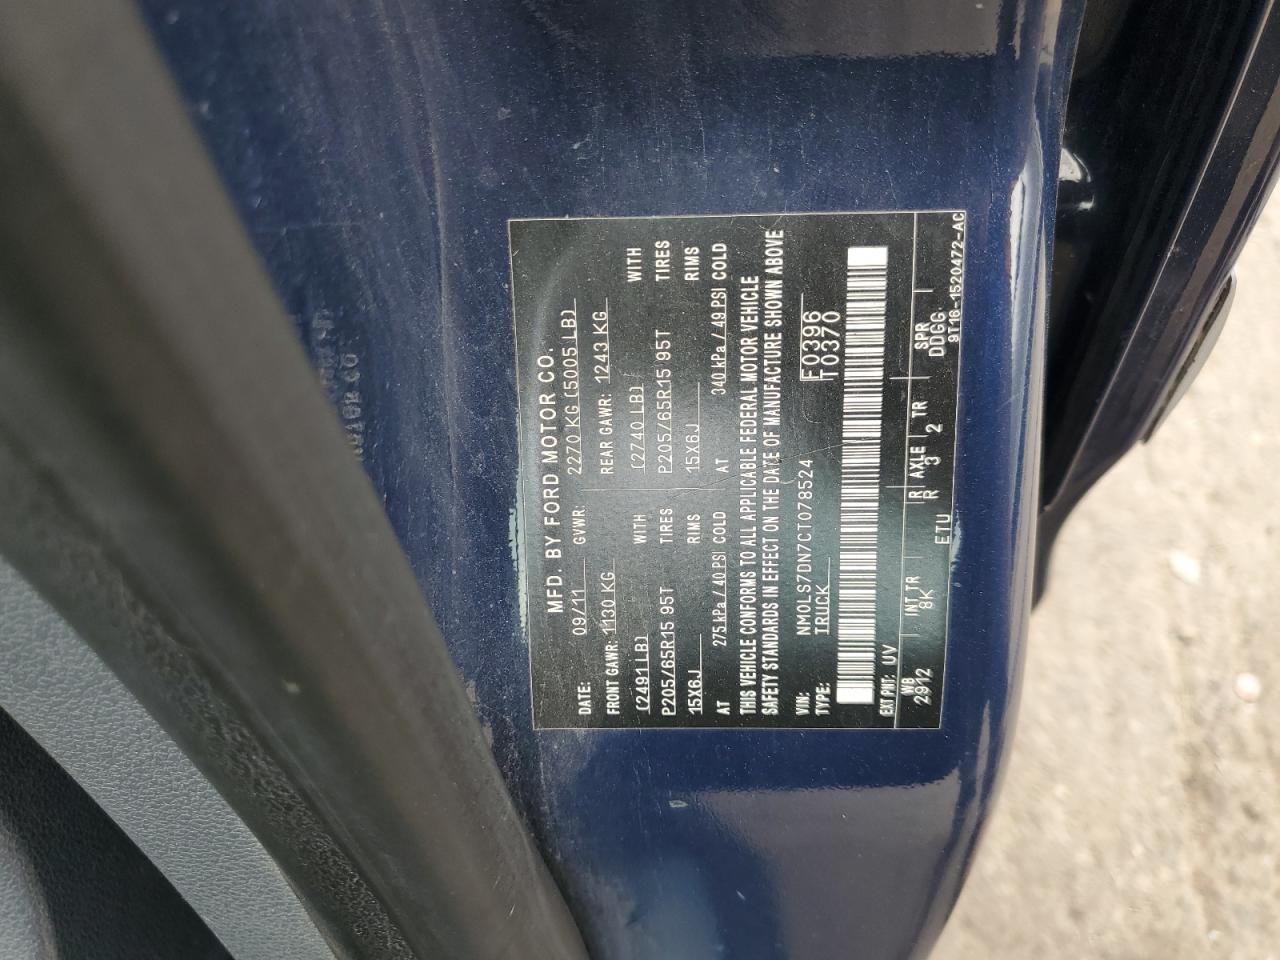 MFD. BY FORD MOTOR CO.
DATE: 09/11 GVWR: 2270 KG (5005 LB)
FRONT GAWR: 1130 KG REAR GAWR: 1243 KG
(2491 LB) WITH (2740 LB) WITH
P205/65R15 95T TIRES P205/65R15 95T TIRES
15X6J RIMS 15X6J RIMS
AT 275 kPa / 40 PSI COLD AT 340 kPa / 49 PSI COLD
THIS VEHICLE CONFORMS TO ALL APPLICABLE FEDERAL MOTOR VEHICLE
SAFETY STANDARDS IN EFFECT ON THE DATE OF MANUFACTURE SHOWN ABOVE
VIN: NM0LS7DN7CT078524 F0396
TYPE: TRUCK T0370
EXT PNT: UV
WB INT TR R AXLE TR SPR
2912 8K ETU R 3 2 DDGG
9T16-1520472-AC